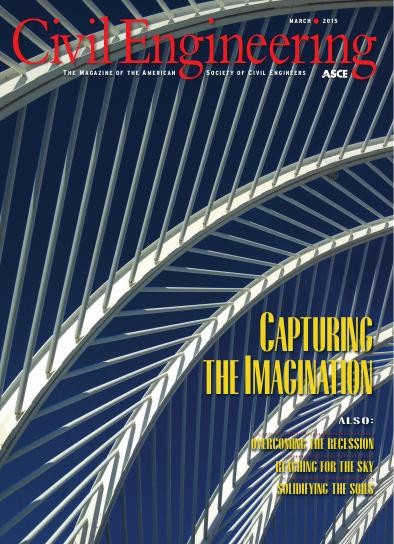 MARCH • 2015
Civil Engineering
THE MAGAZINE OF THE AMERICAN SOCIETY OF CIVIL ENGINEERS ASCE
CAPTURING
THE IMAGINATION
ALSO:
OVERCOMING THE RECESSION
REACHING FOR THE SKY
SOLIDIFYING THE SOILS